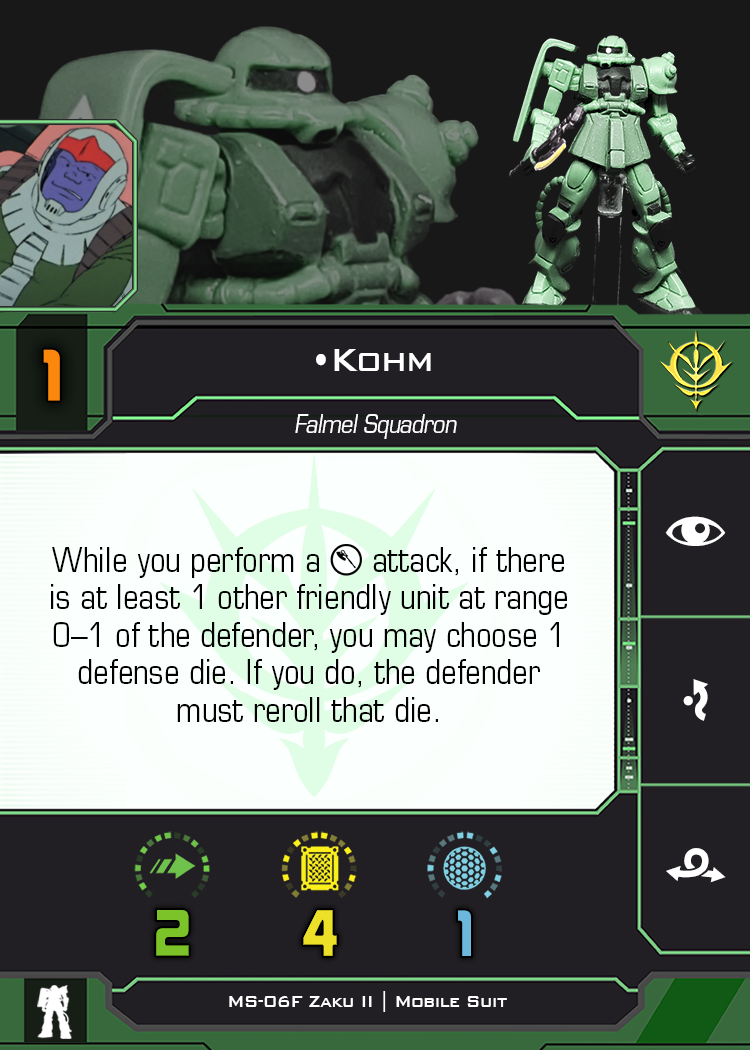 1
•Kohm
Falmel Squadron
While you perform a attack, if there
is at least 1 other friendly unit at range
0–1 of the defender, you may choose 1
defense die. If you do, the defender
must reroll that die.
2 4 1
MS-06F Zaku II | Mobile Suit